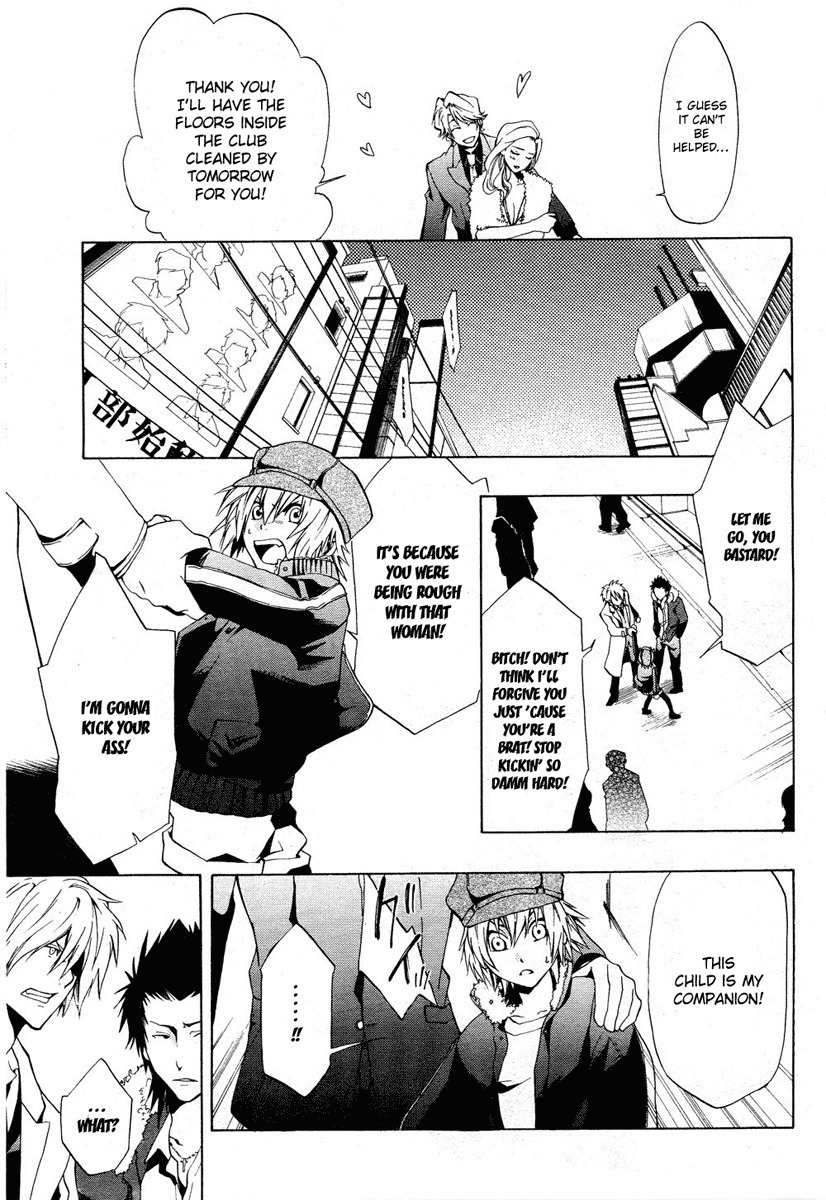 I GUESS
IT CAN'T
BE
HELPED...
THANK YOU!
I'LL HAVE THE
FLOORS INSIDE
THE CLUB
CLEANED BY
TOMORROW
FOR YOU!
部始
LET ME
GO, YOU
BASTARD!
BITCH! DON'T
THINK I'LL
FORGIVE YOU
JUST 'CAUSE
YOU'RE A
BRAT! STOP
KICKIN' SO
DAMM HARD!
IT'S BECAUSE
YOU WERE
BEING ROUGH
WITH THAT
WOMAN!
I'M GONNA
KICK YOUR
ASS!
THIS
CHILD IS MY
COMPANION!
......
!!
...
WHAT?